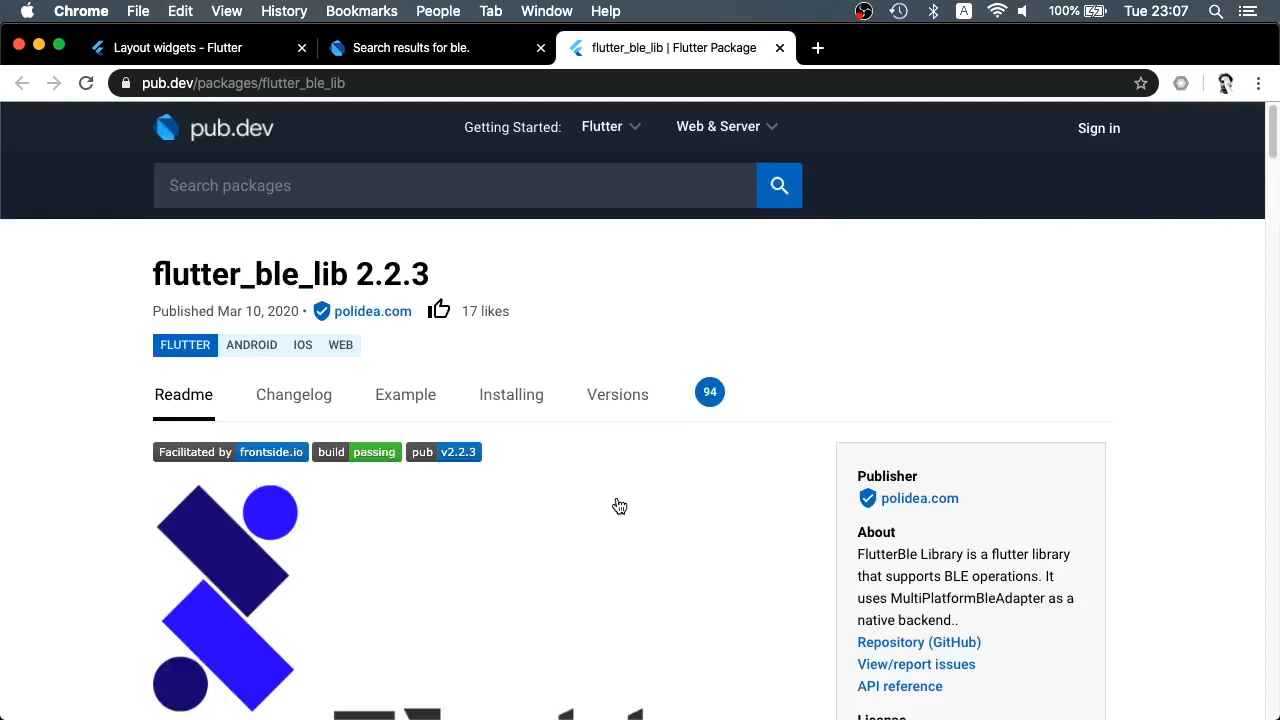 Chrome File Edit View History Bookmarks People Tab Window Help A 100% Tue 23:07
Layout widgets - Flutter Search results for ble. flutter_ble_lib | Flutter Package
pub.dev/packages/flutter_ble_lib
pub.dev Getting Started: Flutter Web & Server Sign in
Search packages
flutter_ble_lib 2.2.3
Published Mar 10, 2020 • polidea.com 17 likes
FLUTTER ANDROID IOS WEB
Readme Changelog Example Installing Versions 94
Facilitated by frontside.io build passing pub v2.2.3
Publisher
polidea.com
About
FlutterBle Library is a flutter library
that supports BLE operations. It
uses MultiPlatformBleAdapter as a
native backend..
Repository (GitHub)
View/report issues
API reference
License